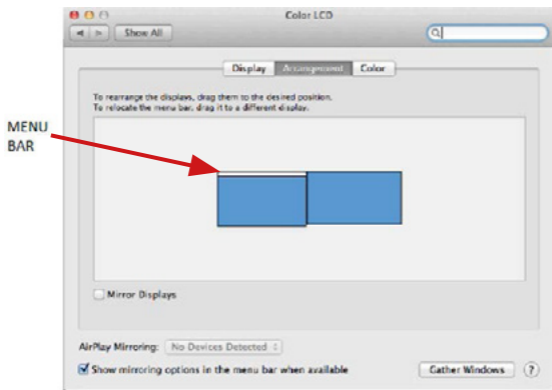 Color LCD
Show All
Display Arrangement Color
To rearrange the displays, drag them to the desired position.
To relocate the menu bar, drag it to a different display.
MENU
BAR
Mirror Displays
AirPlay Mirroring: No Devices Detected
Show mirroring options in the menu bar when available
Gather Windows ?